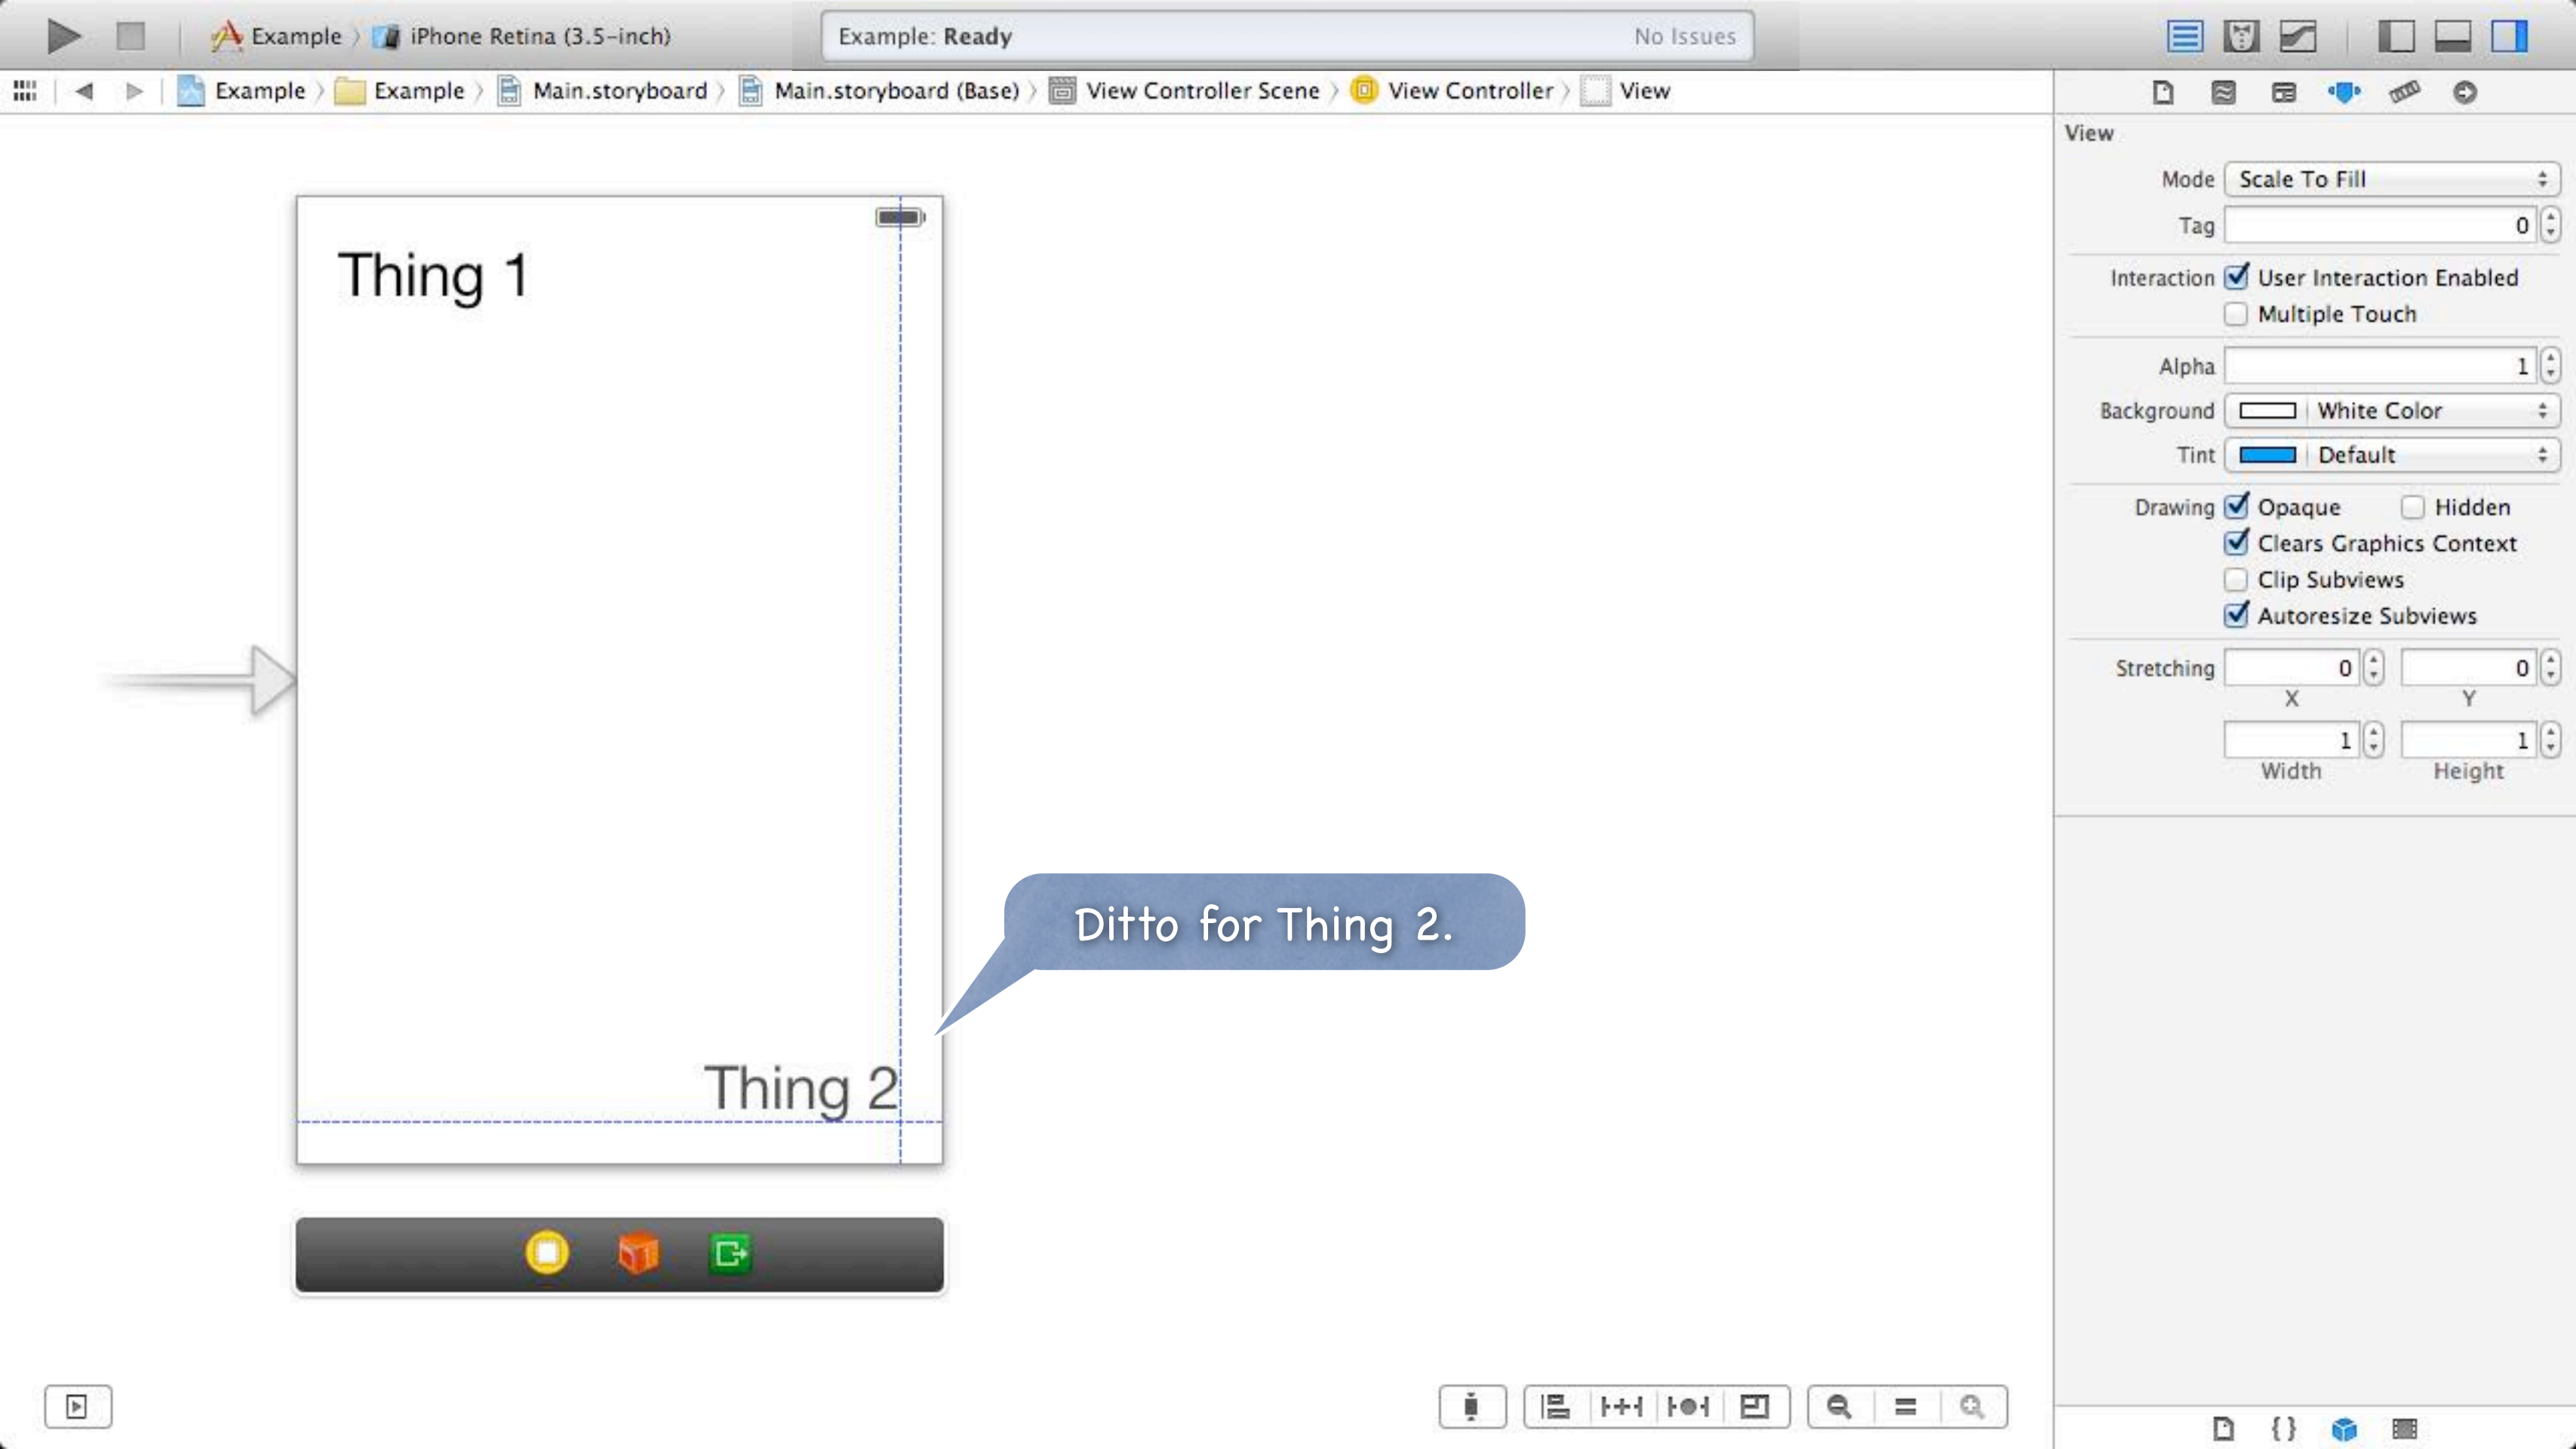 Example 〉 iPhone Retina (3.5-inch)
Example: Ready
No Issues
Example 〉 Example 〉 Main.storyboard 〉 Main.storyboard (Base) 〉 View Controller Scene 〉 View Controller 〉 View
View
Mode Scale To Fill
Tag 0
Interaction User Interaction Enabled
Multiple Touch
Alpha 1
Background White Color
Tint Default
Drawing Opaque Hidden
Clears Graphics Context
Clip Subviews
Autoresize Subviews
Stretching 0 0
X Y
1 1
Width Height
Thing 1
Ditto for Thing 2.
Thing 2